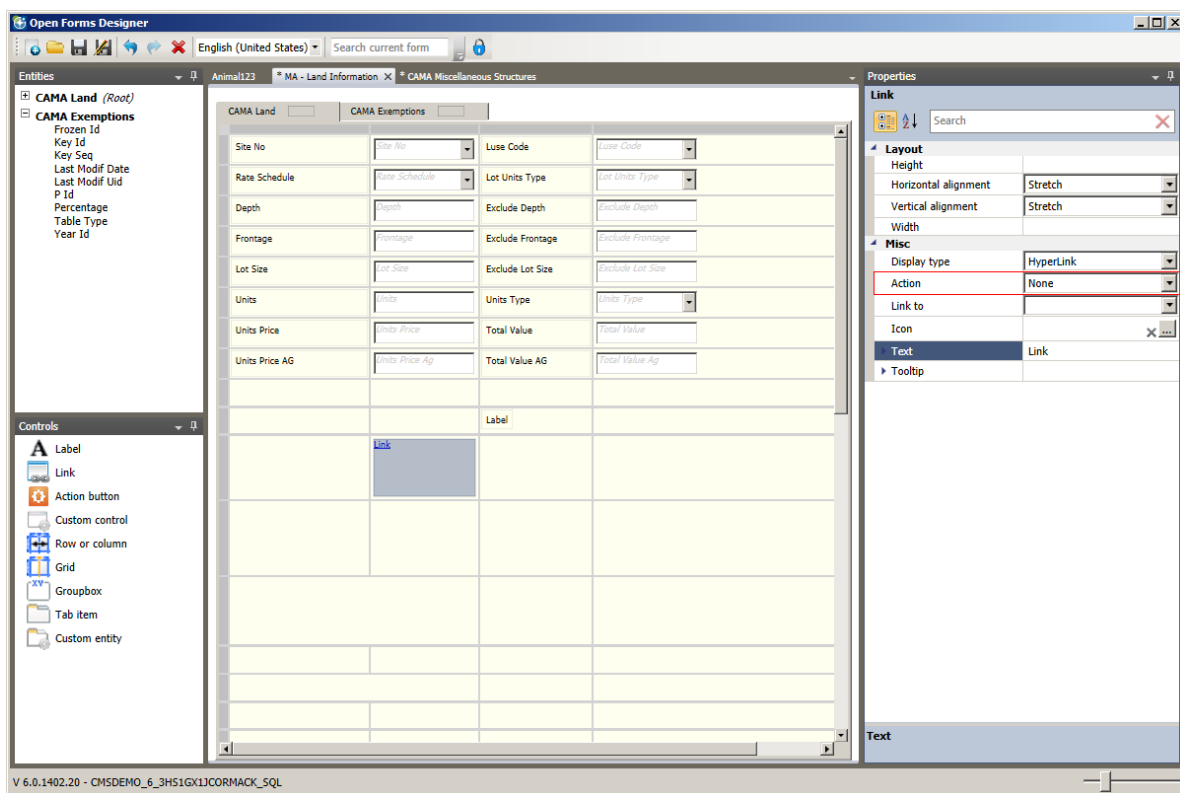 Open Forms Designer
English (United States) Search current form
Entities
CAMA Land (Root)
CAMA Exemptions
Frozen Id
Key Id
Key Seq
Last Modif Date
Last Modif Uid
P Id
Percentage
Table Type
Year Id
Controls
Label
Link
Action button
Custom control
Row or column
Grid
XY
Groupbox
Tab item
Custom entity
Animal123 * MA - Land Information X * CAMA Miscellaneous Structures
CAMA Land CAMA Exemptions
Site No Site No Luse Code Luse Code
Rate Schedule Rate Schedule Lot Units Type Lot Units Type
Depth Depth Exclude Depth Exclude Depth
Frontage Frontage Exclude Frontage Exclude Frontage
Lot Size Lot Size Exclude Lot Size Exclude Lot Size
Units Units Units Type Units Type
Units Price Units Price Total Value Total Value
Units Price AG Units Price Ag Total Value AG Total Value Ag
Label
Link
Properties
Link
Search
Layout
Height
Horizontal alignment Stretch
Vertical alignment Stretch
Width
Misc
Display type HyperLink
Action None
Link to
Icon ...
Text Link
Tooltip
Text
V 6.0.1402.20 - CMSDEMO_6_3HS1GX1JCORMACK_SQL